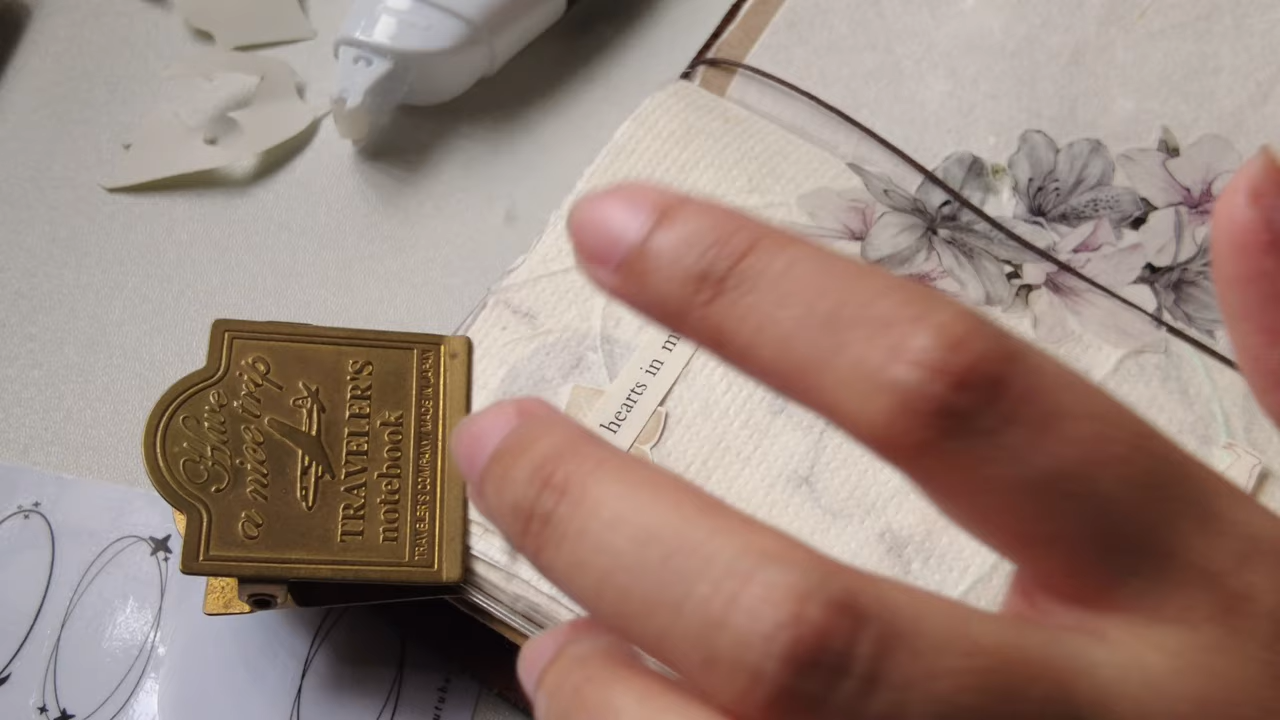 Have
a nice trip
TRAVELER'S
notebook
TRAVELER'S COMPANY MADE IN JAPAN
hearts in m